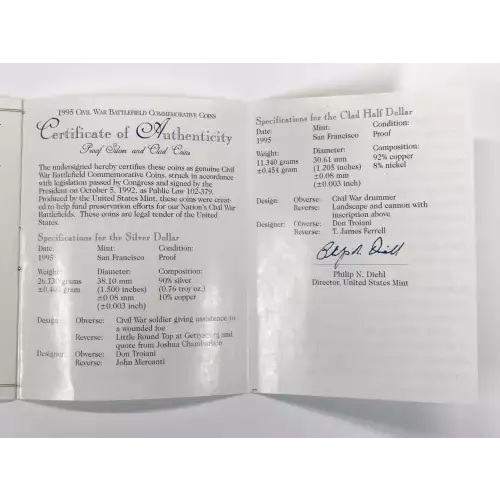 1995 CIVIL WAR BATTLEFIELD COMMEMORATIVE COINS
Certificate of Authenticity
Proof Silver and Clad Coins
The undersigned hereby certifies these coins as genuine Civil
War Battlefield Commemorative Coins, struck in accordance
with legislation passed by Congress and signed by the
President on October 5, 1992, as Public Law 102-379.
Produced by the United States Mint, these coins were creat-
ed to help fund preservation efforts for our Nation's Civil War
Battlefields. These coins are legal tender of the United
States.
Specifications for the Silver Dollar
Date: Mint: Condition:
1995 San Francisco Proof
Weight: Diameter: Composition:
26.730 grams 38.10 mm 90% silver
±0.400 gram (1.500 inches) (0.76 troy oz.)
±0.08 mm 10% copper
(±0.003 inch)
Design: Obverse: Civil War soldier giving assistance to
a wounded foe
Reverse: Little Round Top at Gettysburg and
quote from Joshua Chamberlain
Designer: Obverse: Don Troiani
Reverse: John Mercanti
Specifications for the Clad Half Dollar
Date: Mint: Condition:
1995 San Francisco Proof
Weight: Diameter: Composition:
11.340 grams 30.61 mm 92% copper
±0.454 gram (1.205 inches) 8% nickel
±0.08 mm
(±0.003 inch)
Design: Obverse: Civil War drummer
Reverse: Landscape and cannon with
inscription above
Designer: Obverse: Don Troiani
Reverse: T. James Ferrell
Philip N. Diehl
Philip N. Diehl
Director, United States Mint